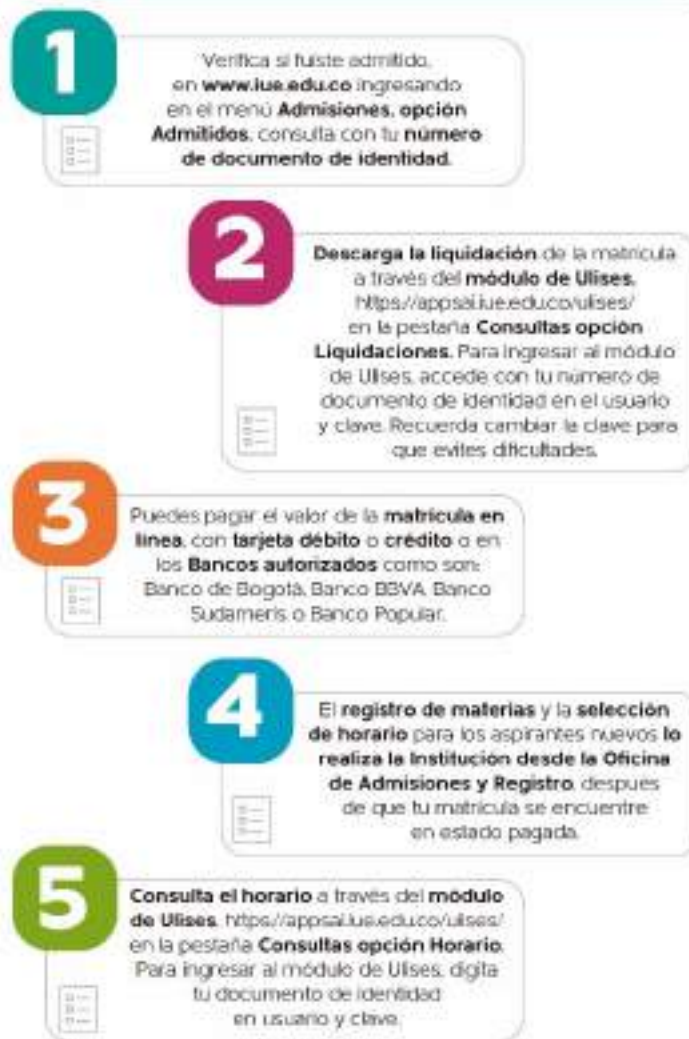 1
Verifica si fuiste admitido,
en www.iue.edu.co ingresando
en el menú Admisiones, opción
Admitidos, consulta con tu número
de documento de identidad.
2
Descarga la liquidación de la matrícula
a través del módulo de Ulises,
https://appsai.iue.edu.co/ulises/
en la pestaña Consultas opción
Liquidaciones. Para ingresar al módulo
de Ulises, accede con tu número de
documento de identidad en el usuario
y clave. Recuerda cambiar la clave para
que evites dificultades.
3
Puedes pagar el valor de la matrícula en
línea, con tarjeta débito o crédito o en
los Bancos autorizados como son:
Banco de Bogotá, Banco BBVA, Banco
Sudameris o Banco Popular.
4
El registro de materias y la selección
de horario para los aspirantes nuevos lo
realiza la Institución desde la Oficina
de Admisiones y Registro, después
de que tu matrícula se encuentre
en estado pagada.
5
Consulta el horario a través del módulo
de Ulises, https://appsai.iue.edu.co/ulises/
en la pestaña Consultas opción Horario.
Para ingresar al módulo de Ulises, digita
tu documento de identidad
en usuario y clave.